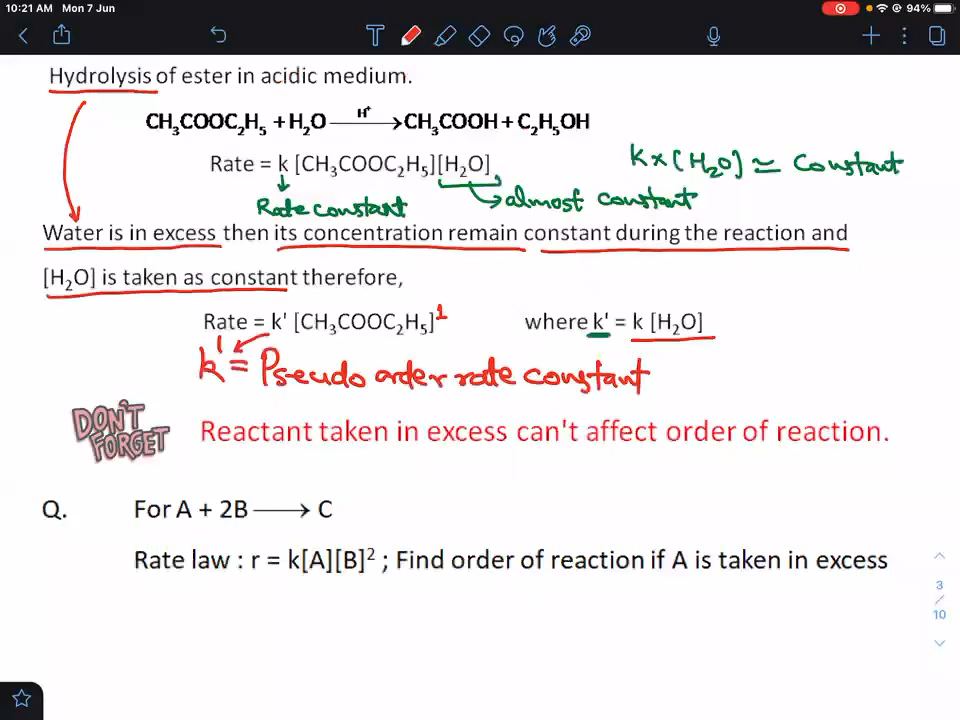 10:21 AM Mon 7 Jun
94%
Hydrolysis of ester in acidic medium.
CH₃COOC₂H₅ + H₂O —H⁺→ CH₃COOH + C₂H₅OH
Rate = k [CH₃COOC₂H₅][H₂O]
k × [H₂O] ≃ constant
Rate constant
almost constant
Water is in excess then its concentration remain constant during the reaction and
[H₂O] is taken as constant therefore,
Rate = k' [CH₃COOC₂H₅]¹ where k' = k [H₂O]
k' = Pseudo order rate constant
DON'T
FORGET
Reactant taken in excess can't affect order of reaction.
Q. For A + 2B ⟶ C
Rate law : r = k[A][B]² ; Find order of reaction if A is taken in excess
3
/
10